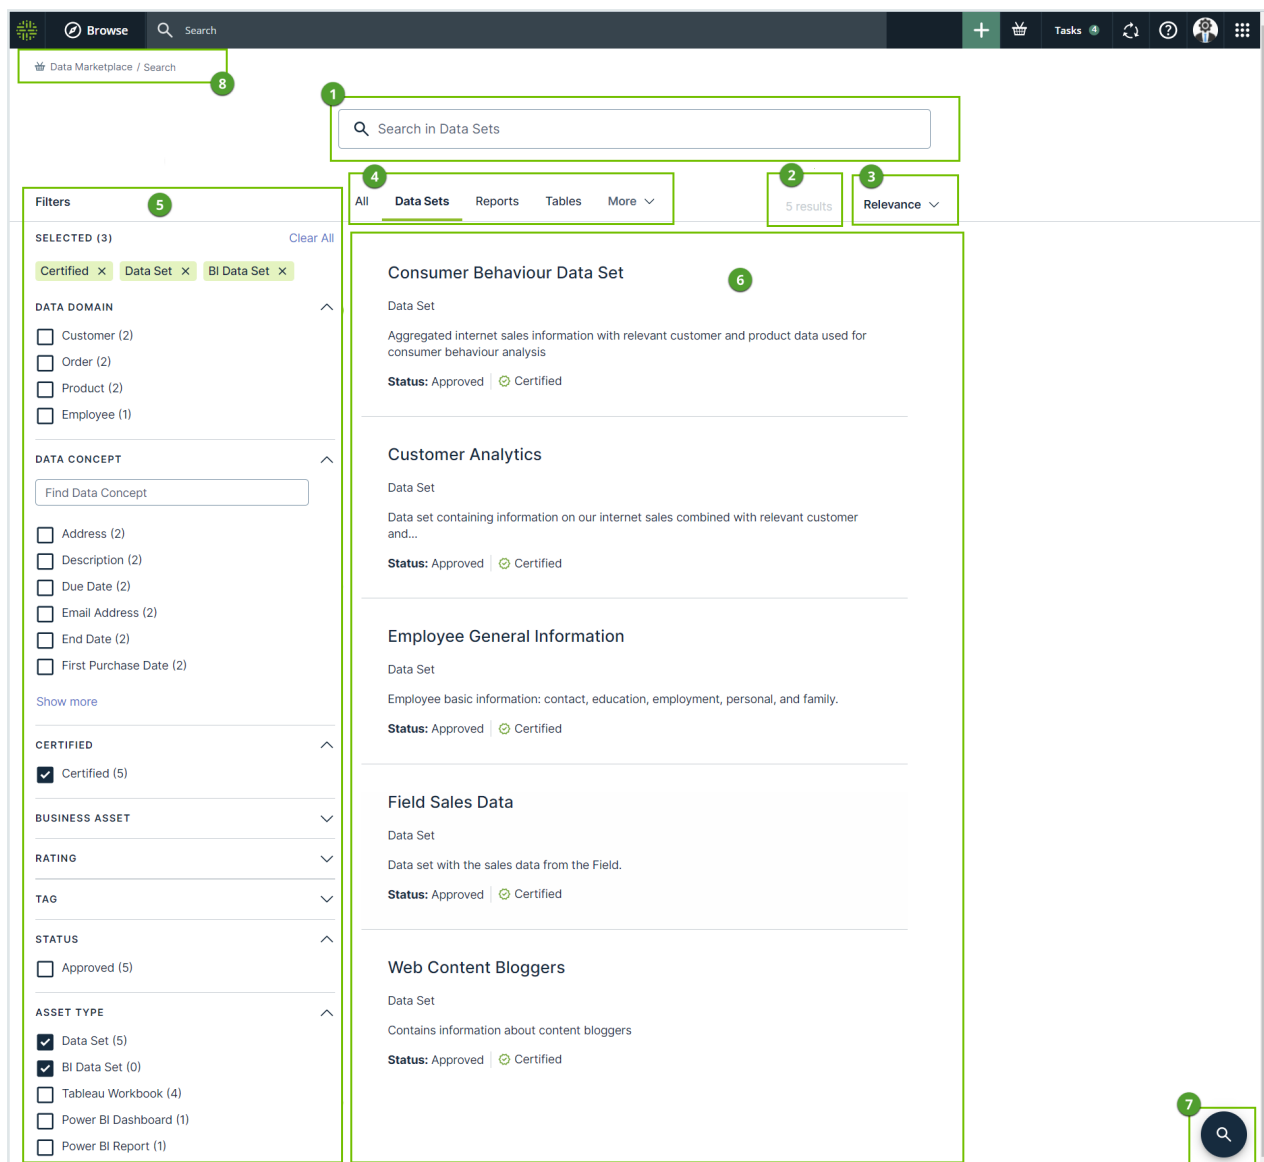 Browse
Search
Tasks 4
Data Marketplace / Search
8
1
Search in Data Sets
5
Filters
SELECTED (3)
Clear All
Certified ×
Data Set ×
BI Data Set ×
DATA DOMAIN
Customer (2)
Order (2)
Product (2)
Employee (1)
DATA CONCEPT
Find Data Concept
Address (2)
Description (2)
Due Date (2)
Email Address (2)
End Date (2)
First Purchase Date (2)
Show more
CERTIFIED
Certified (5)
BUSINESS ASSET
RATING
TAG
STATUS
Approved (5)
ASSET TYPE
Data Set (5)
BI Data Set (0)
Tableau Workbook (4)
Power BI Dashboard (1)
Power BI Report (1)
4
All
Data Sets
Reports
Tables
More
2
5 results
3
Relevance
6
Consumer Behaviour Data Set
Data Set
Aggregated internet sales information with relevant customer and product data used for
consumer behaviour analysis
Status: Approved
Certified
Customer Analytics
Data Set
Data set containing information on our internet sales combined with relevant customer
and...
Status: Approved
Certified
Employee General Information
Data Set
Employee basic information: contact, education, employment, personal, and family.
Status: Approved
Certified
Field Sales Data
Data Set
Data set with the sales data from the Field.
Status: Approved
Certified
Web Content Bloggers
Data Set
Contains information about content bloggers
Status: Approved
Certified
7